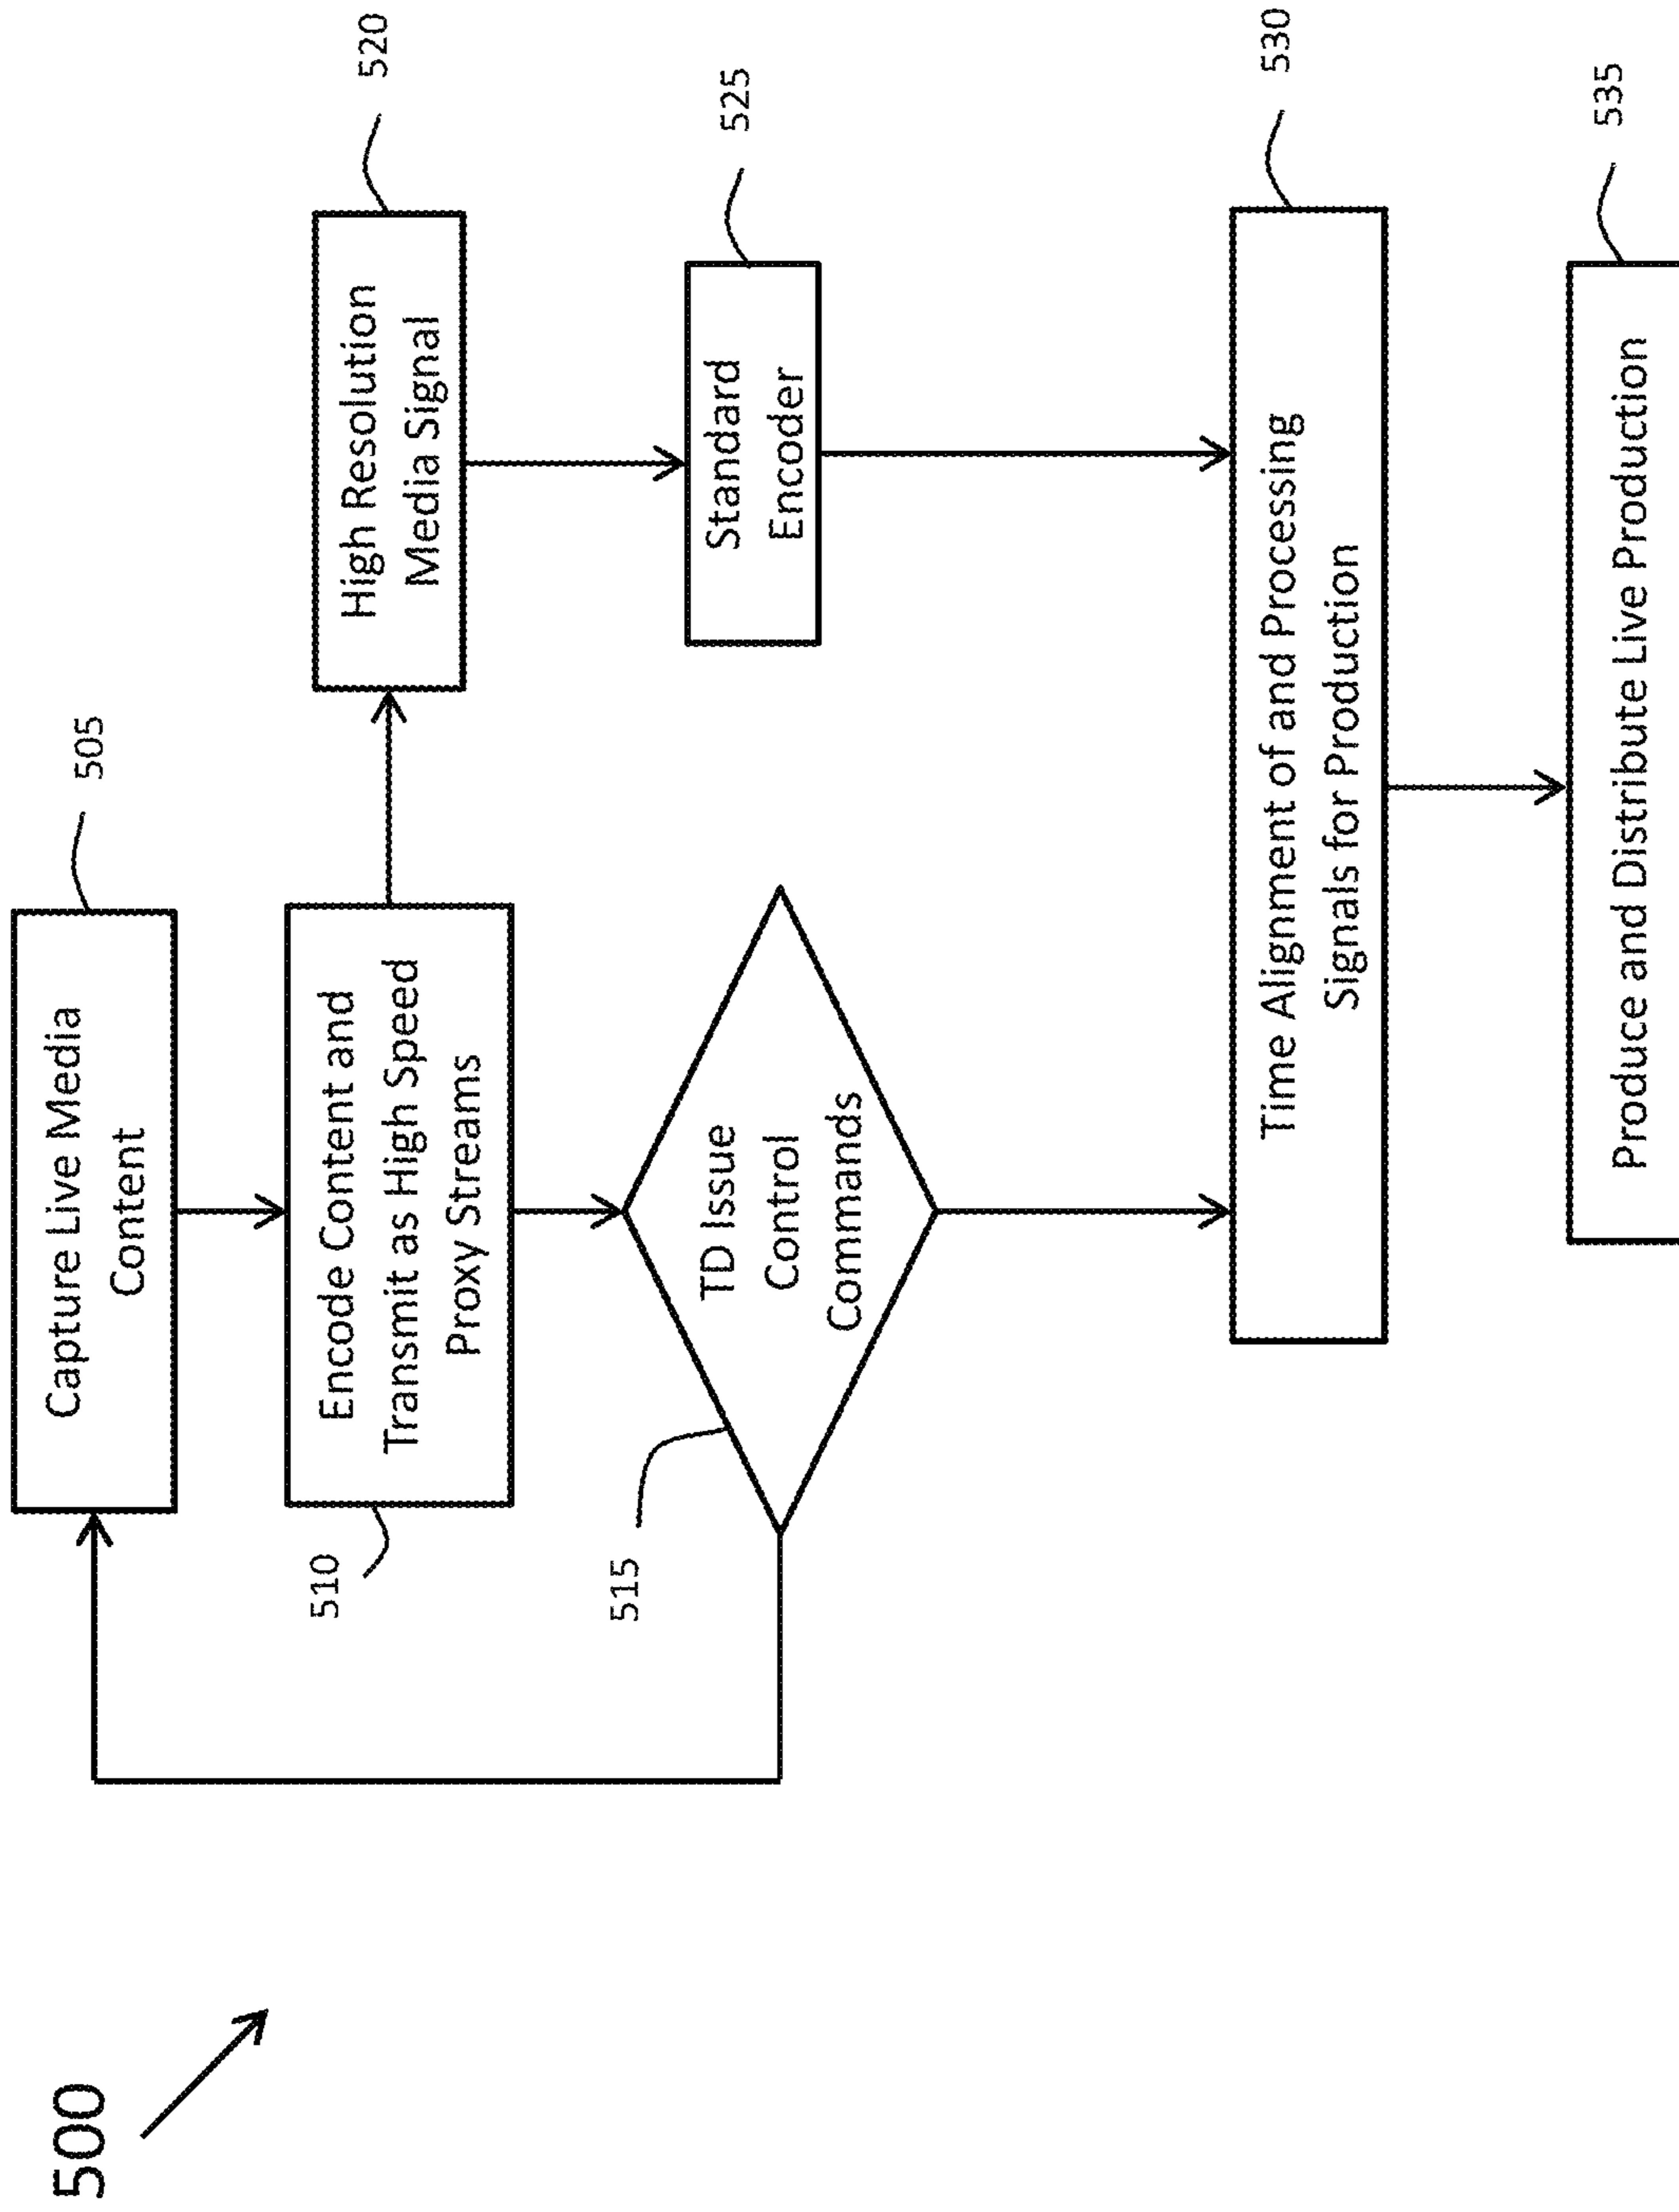 500
Capture Live Media
Content
505
Encode Content and
Transmit as High Speed
Proxy Streams
510
TD Issue
Control
Commands
515
High Resolution
Media Signal
520
Standard
Encoder
525
Time Alignment of and Processing
Signals for Production
530
Produce and Distribute Live Production
535